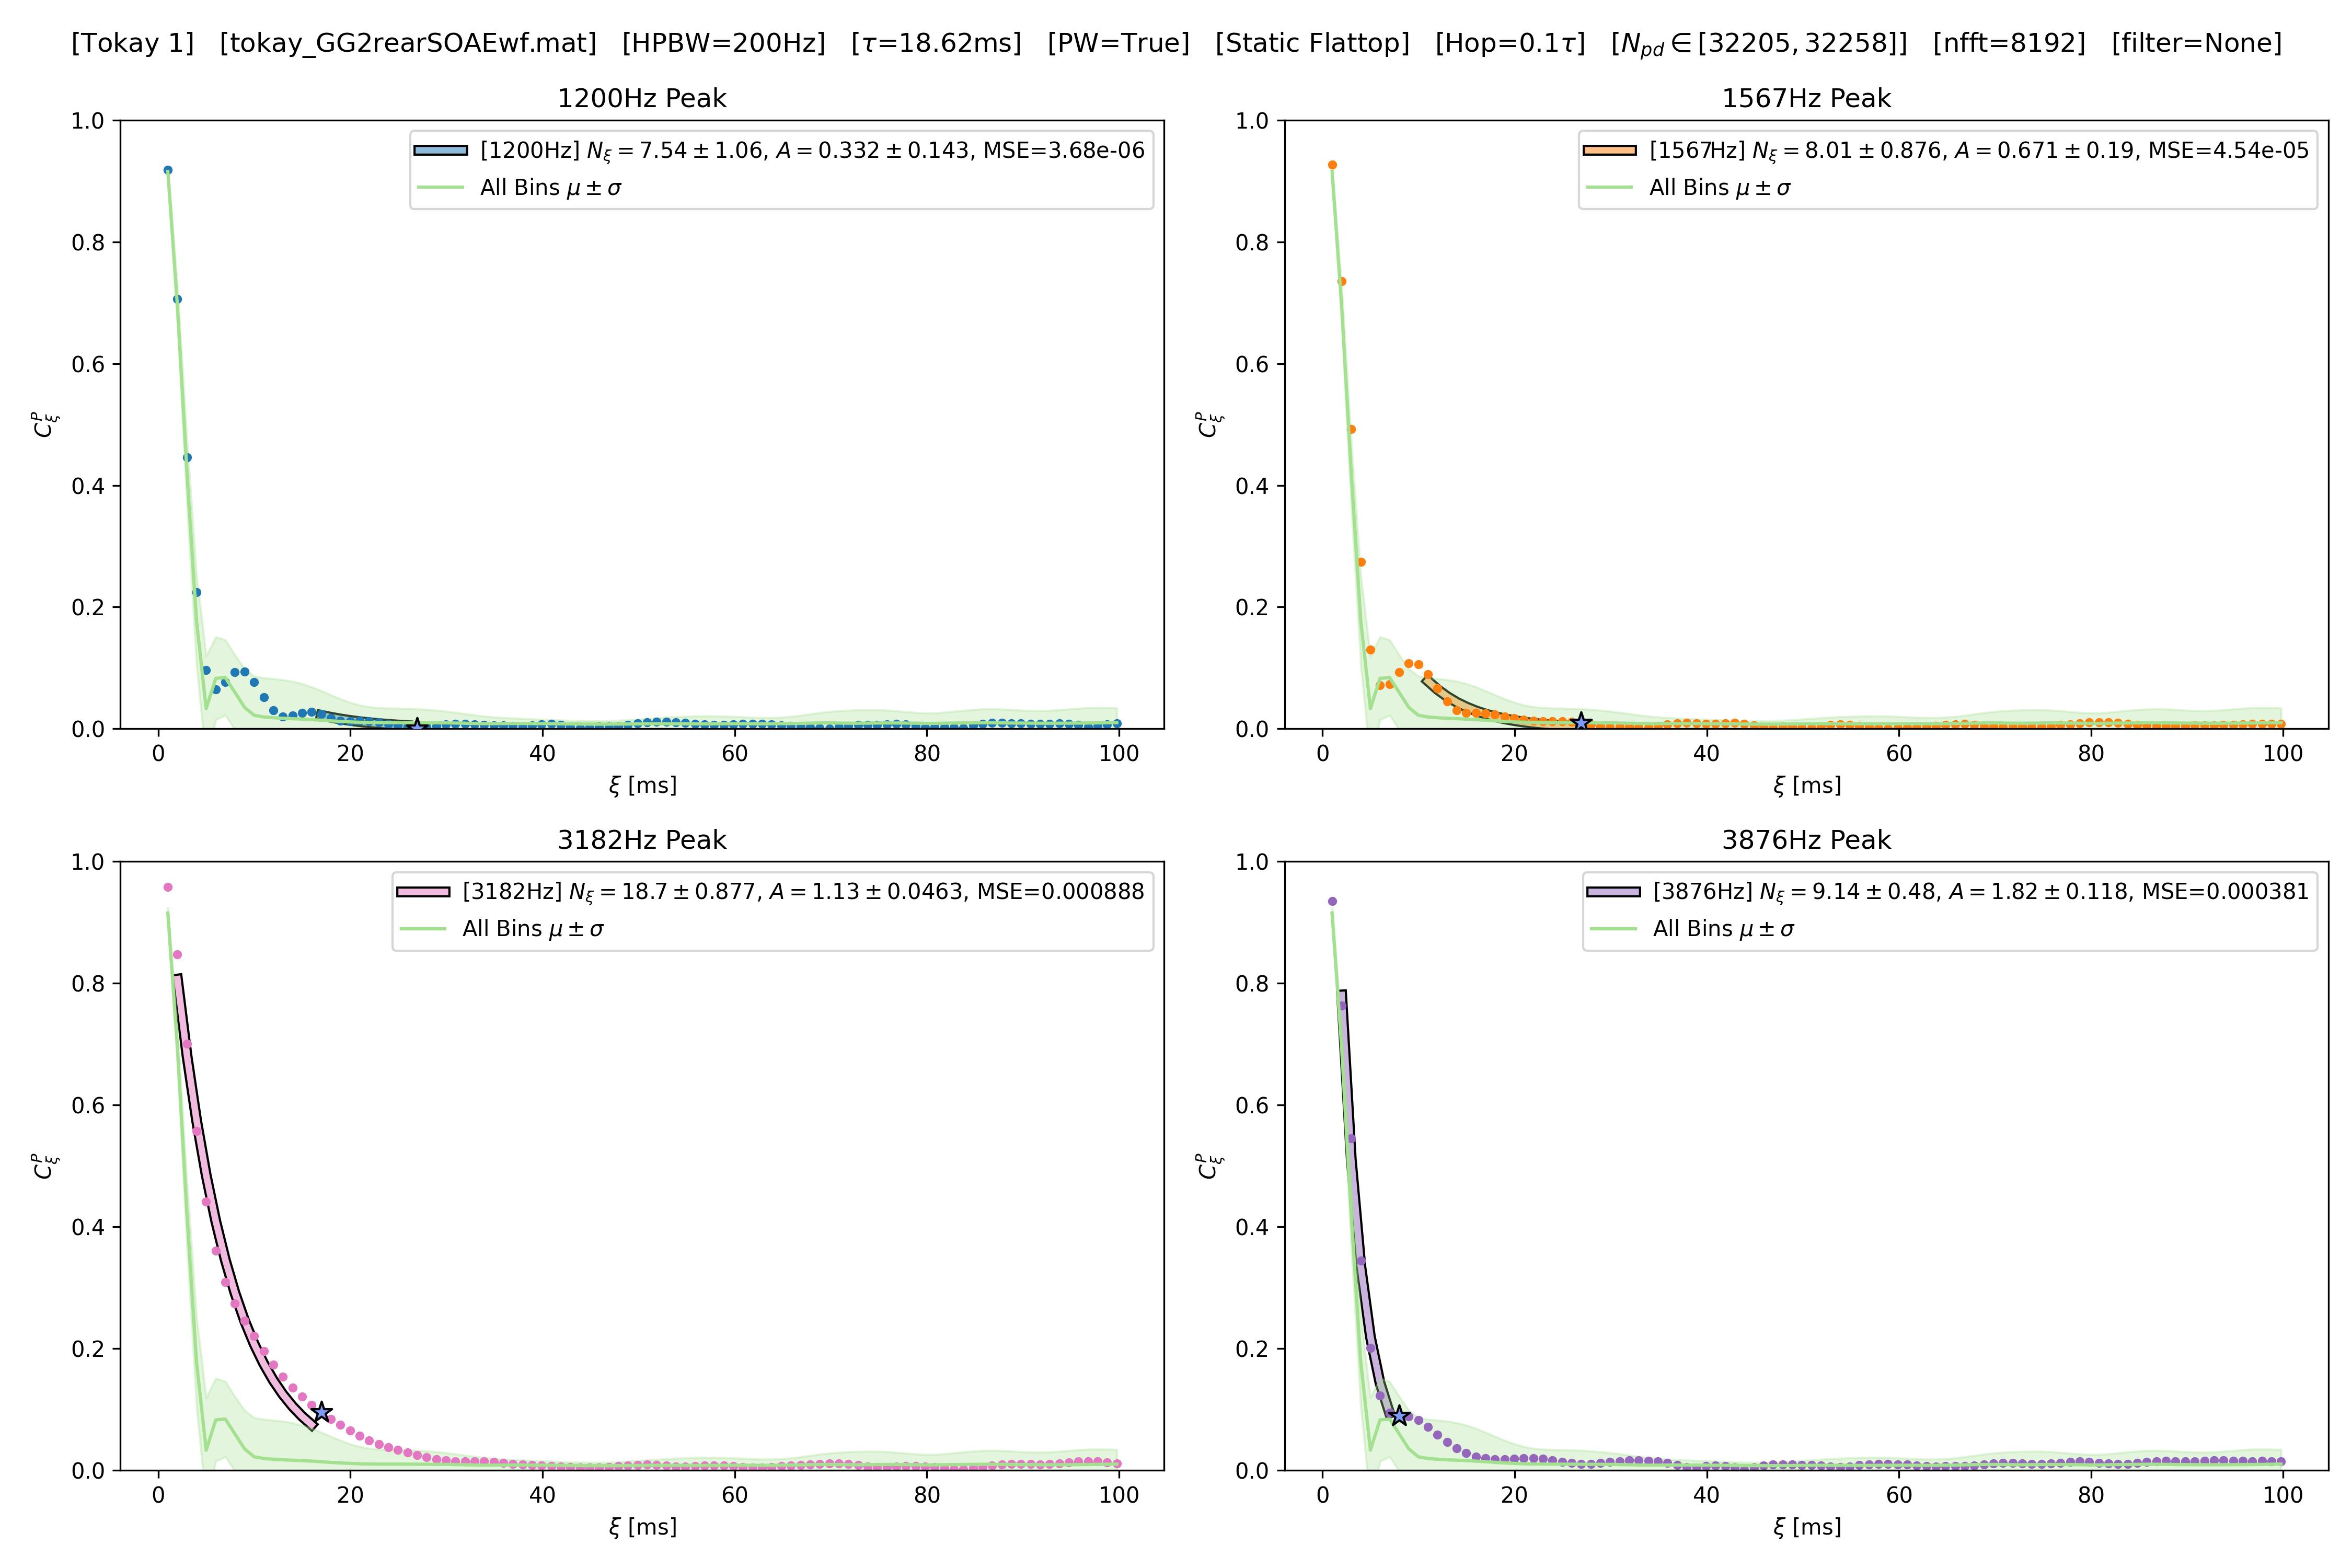 [Tokay 1] [tokay_GG2rearSOAEwf.mat] [HPBW=200Hz] [τ=18.62ms] [PW=True] [Static Flattop] [Hop=0.1τ] [N_pd ∈ [32205, 32258]] [nfft=8192] [filter=None]
1200Hz Peak
[1200Hz] N_ξ = 7.54 ± 1.06, A = 0.332 ± 0.143, MSE=3.68e-06
All Bins μ ± σ
1.0
0.8
0.6
0.4
0.2
0.0
C_ξ^P
0 20 40 60 80 100
ξ [ms]
1567Hz Peak
[1567Hz] N_ξ = 8.01 ± 0.876, A = 0.671 ± 0.19, MSE=4.54e-05
All Bins μ ± σ
1.0
0.8
0.6
0.4
0.2
0.0
C_ξ^P
0 20 40 60 80 100
ξ [ms]
3182Hz Peak
[3182Hz] N_ξ = 18.7 ± 0.877, A = 1.13 ± 0.0463, MSE=0.000888
All Bins μ ± σ
1.0
0.8
0.6
0.4
0.2
0.0
C_ξ^P
0 20 40 60 80 100
ξ [ms]
3876Hz Peak
[3876Hz] N_ξ = 9.14 ± 0.48, A = 1.82 ± 0.118, MSE=0.000381
All Bins μ ± σ
1.0
0.8
0.6
0.4
0.2
0.0
C_ξ^P
0 20 40 60 80 100
ξ [ms]